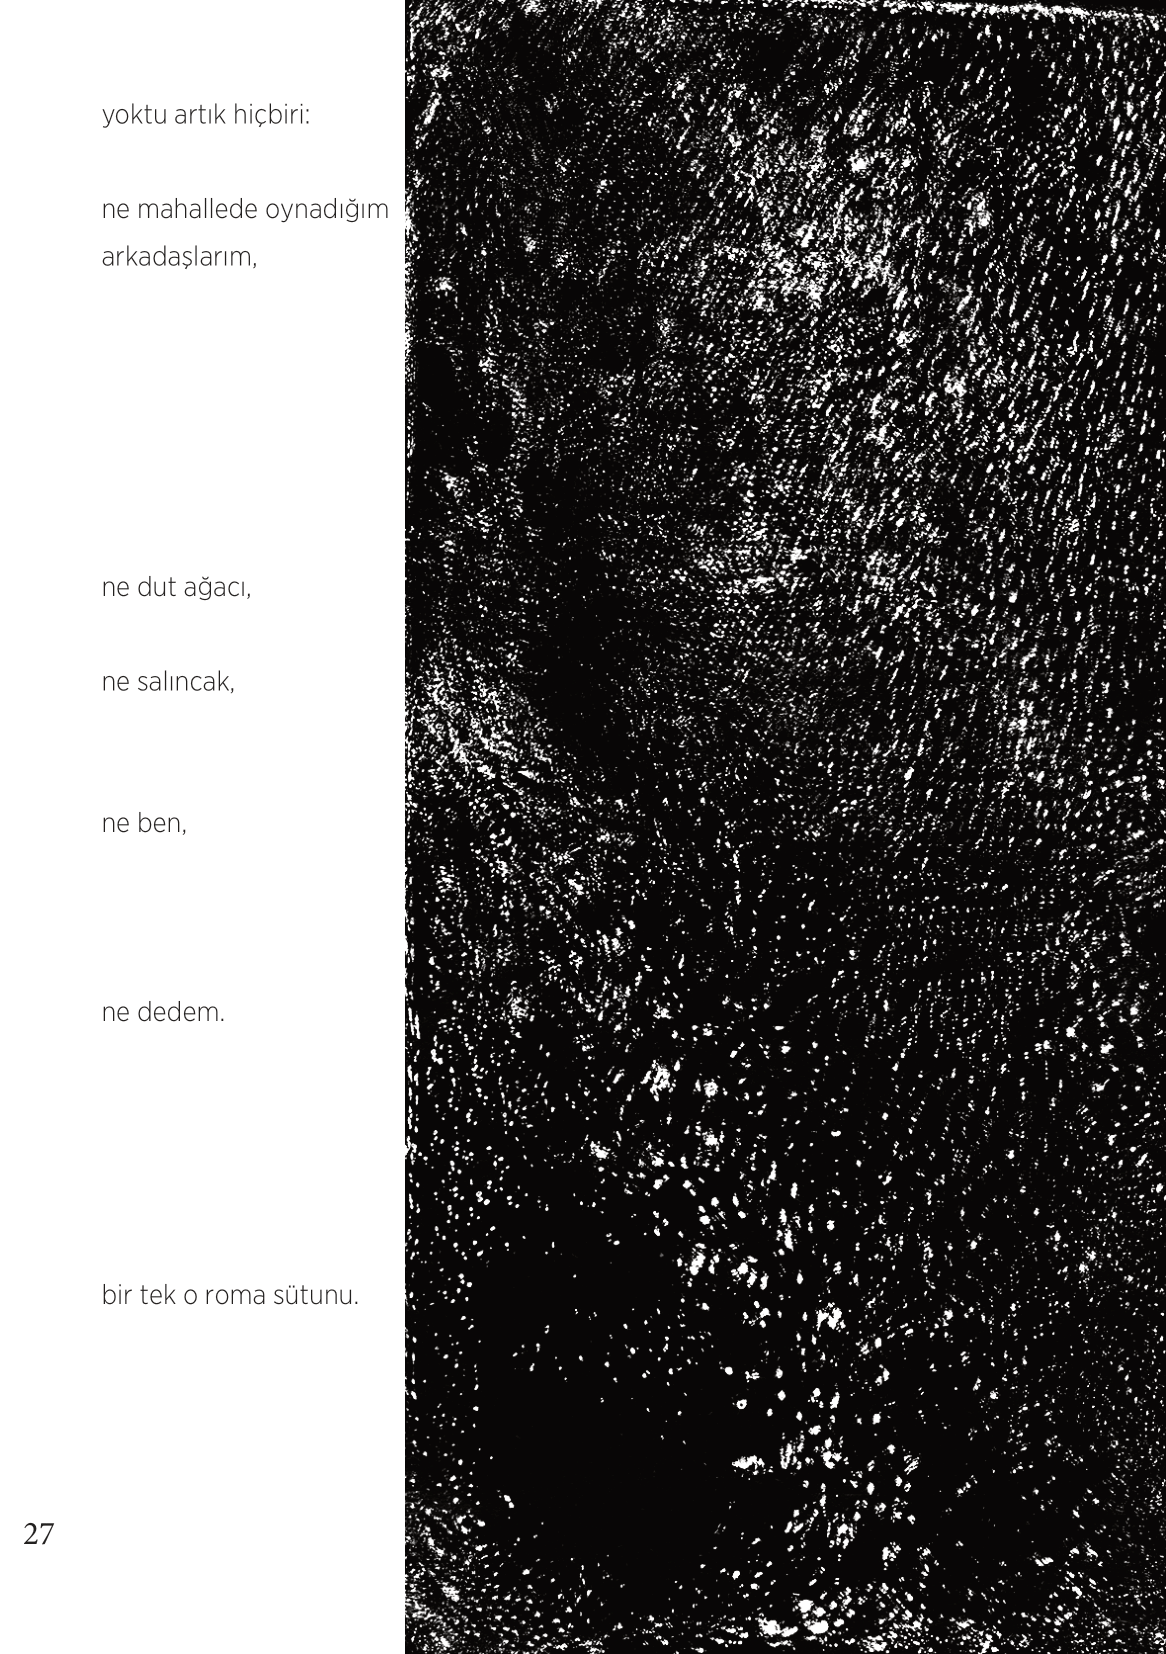 yoktu artık hiçbiri:
ne mahallede oynadığım
arkadaşlarım,
ne dut ağacı,
ne salıncak,
ne ben,
ne dedem.
bir tek o roma sütunu.
27